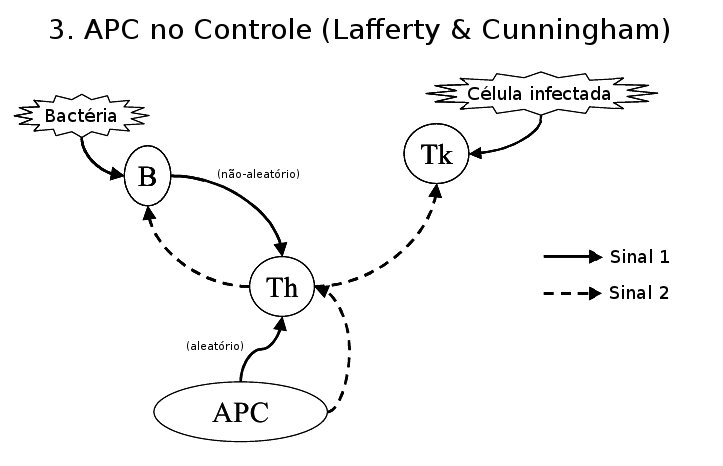 3. APC no Controle (Lafferty & Cunningham)
Célula infectada
Bactéria
Tk
B
(não-aleatório)
Sinal 1
Th
Sinal 2
(aleatório)
APC